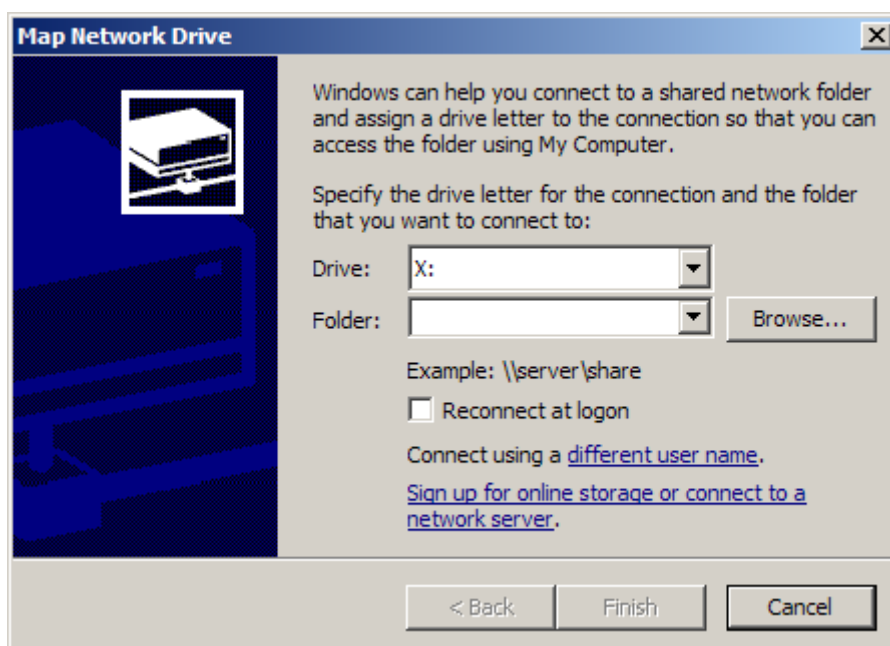 Map Network Drive
Windows can help you connect to a shared network folder
and assign a drive letter to the connection so that you can
access the folder using My Computer.
Specify the drive letter for the connection and the folder
that you want to connect to:
Drive: X:
Folder: Browse...
Example: \\server\share
Reconnect at logon
Connect using a different user name.
Sign up for online storage or connect to a
network server.
< Back Finish Cancel